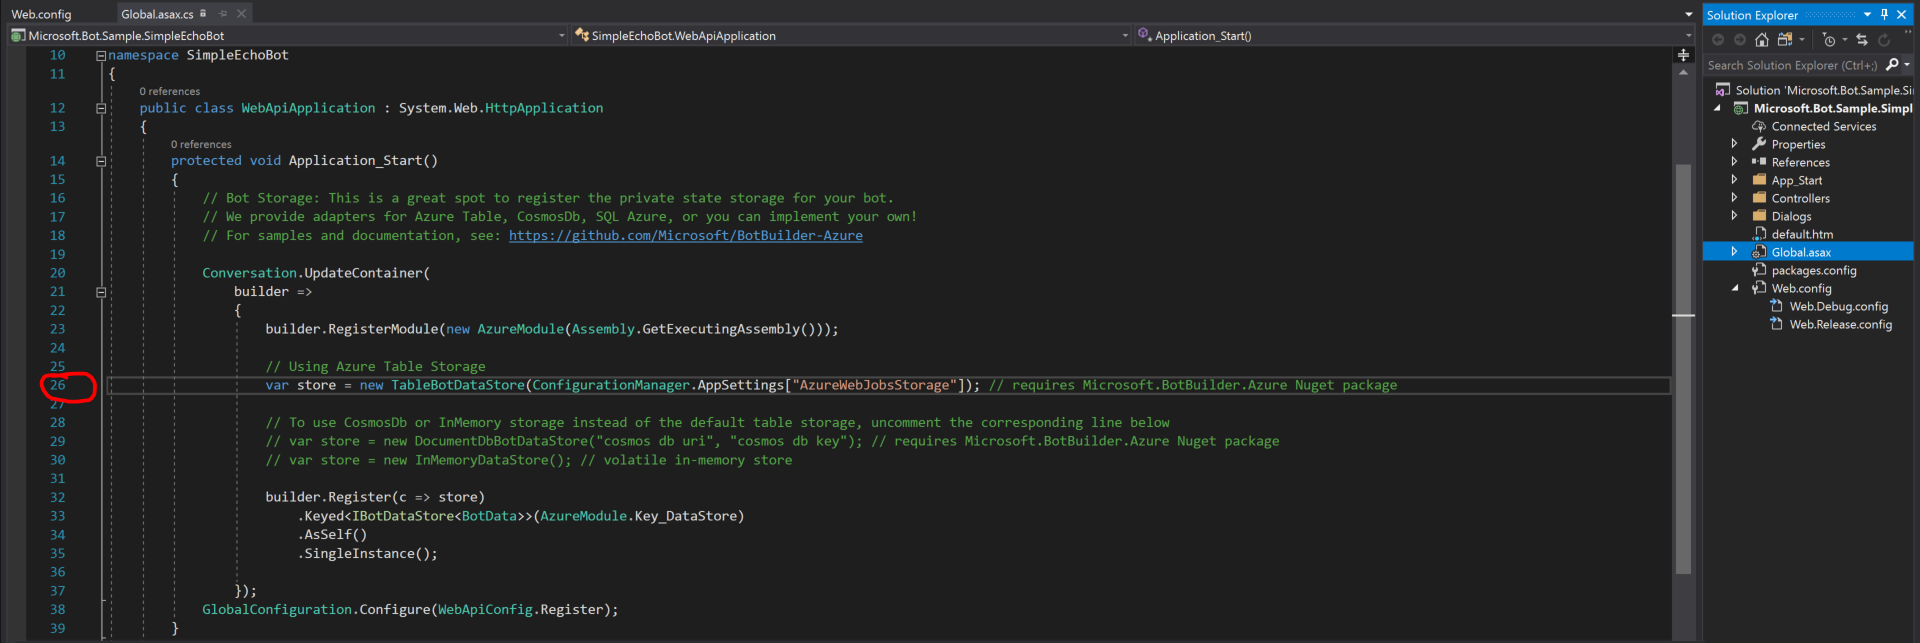 Web.config
Global.asax.cs
Microsoft.Bot.Sample.SimpleEchoBot
SimpleEchoBot.WebApiApplication
Application_Start()
10 namespace SimpleEchoBot
11 {
0 references
12 public class WebApiApplication : System.Web.HttpApplication
13 {
0 references
14 protected void Application_Start()
15 {
16 // Bot Storage: This is a great spot to register the private state storage for your bot.
17 // We provide adapters for Azure Table, CosmosDb, SQL Azure, or you can implement your own!
18 // For samples and documentation, see: https://github.com/Microsoft/BotBuilder-Azure
19
20 Conversation.UpdateContainer(
21 builder =>
22 {
23 builder.RegisterModule(new AzureModule(Assembly.GetExecutingAssembly()));
24
25 // Using Azure Table Storage
26 var store = new TableBotDataStore(ConfigurationManager.AppSettings["AzureWebJobsStorage"]); // requires Microsoft.BotBuilder.Azure Nuget package
27
28 // To use CosmosDb or InMemory storage instead of the default table storage, uncomment the corresponding line below
29 // var store = new DocumentDbBotDataStore("cosmos db uri", "cosmos db key"); // requires Microsoft.BotBuilder.Azure Nuget package
30 // var store = new InMemoryDataStore(); // volatile in-memory store
31
32 builder.Register(c => store)
33 .Keyed<IBotDataStore<BotData>>(AzureModule.Key_DataStore)
34 .AsSelf()
35 .SingleInstance();
36
37 });
38 GlobalConfiguration.Configure(WebApiConfig.Register);
39 }
Solution Explorer
Search Solution Explorer (Ctrl+;)
Solution 'Microsoft.Bot.Sample.Si
Microsoft.Bot.Sample.Simpl
Connected Services
Properties
References
App_Start
Controllers
Dialogs
default.htm
Global.asax
packages.config
Web.config
Web.Debug.config
Web.Release.config